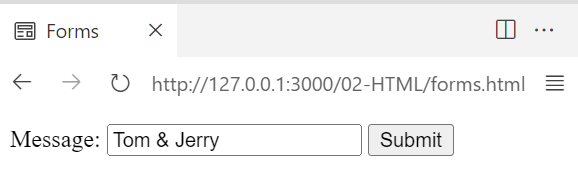 Forms
http://127.0.0.1:3000/02-HTML/forms.html
Message: Tom & Jerry Submit